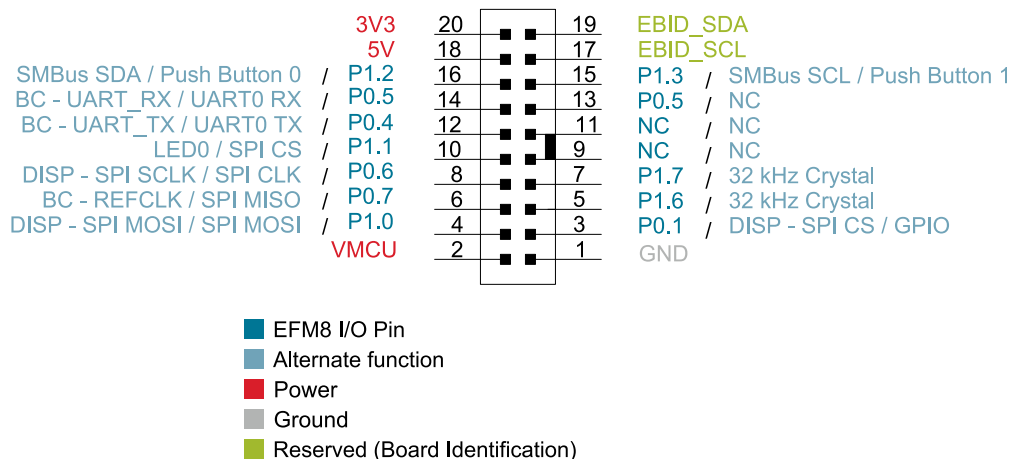 3V3 20 19 EBID_SDA
5V 18 17 EBID_SCL
SMBus SDA / Push Button 0 / P1.2 16 15 P1.3 / SMBus SCL / Push Button 1
BC - UART_RX / UART0 RX / P0.5 14 13 P0.5 / NC
BC - UART_TX / UART0 TX / P0.4 12 11 NC / NC
LED0 / SPI CS / P1.1 10 9 NC / NC
DISP - SPI SCLK / SPI CLK / P0.6 8 7 P1.7 / 32 kHz Crystal
BC - REFCLK / SPI MISO / P0.7 6 5 P1.6 / 32 kHz Crystal
DISP - SPI MOSI / SPI MOSI / P1.0 4 3 P0.1 / DISP - SPI CS / GPIO
VMCU 2 1 GND
EFM8 I/O Pin
Alternate function
Power
Ground
Reserved (Board Identification)